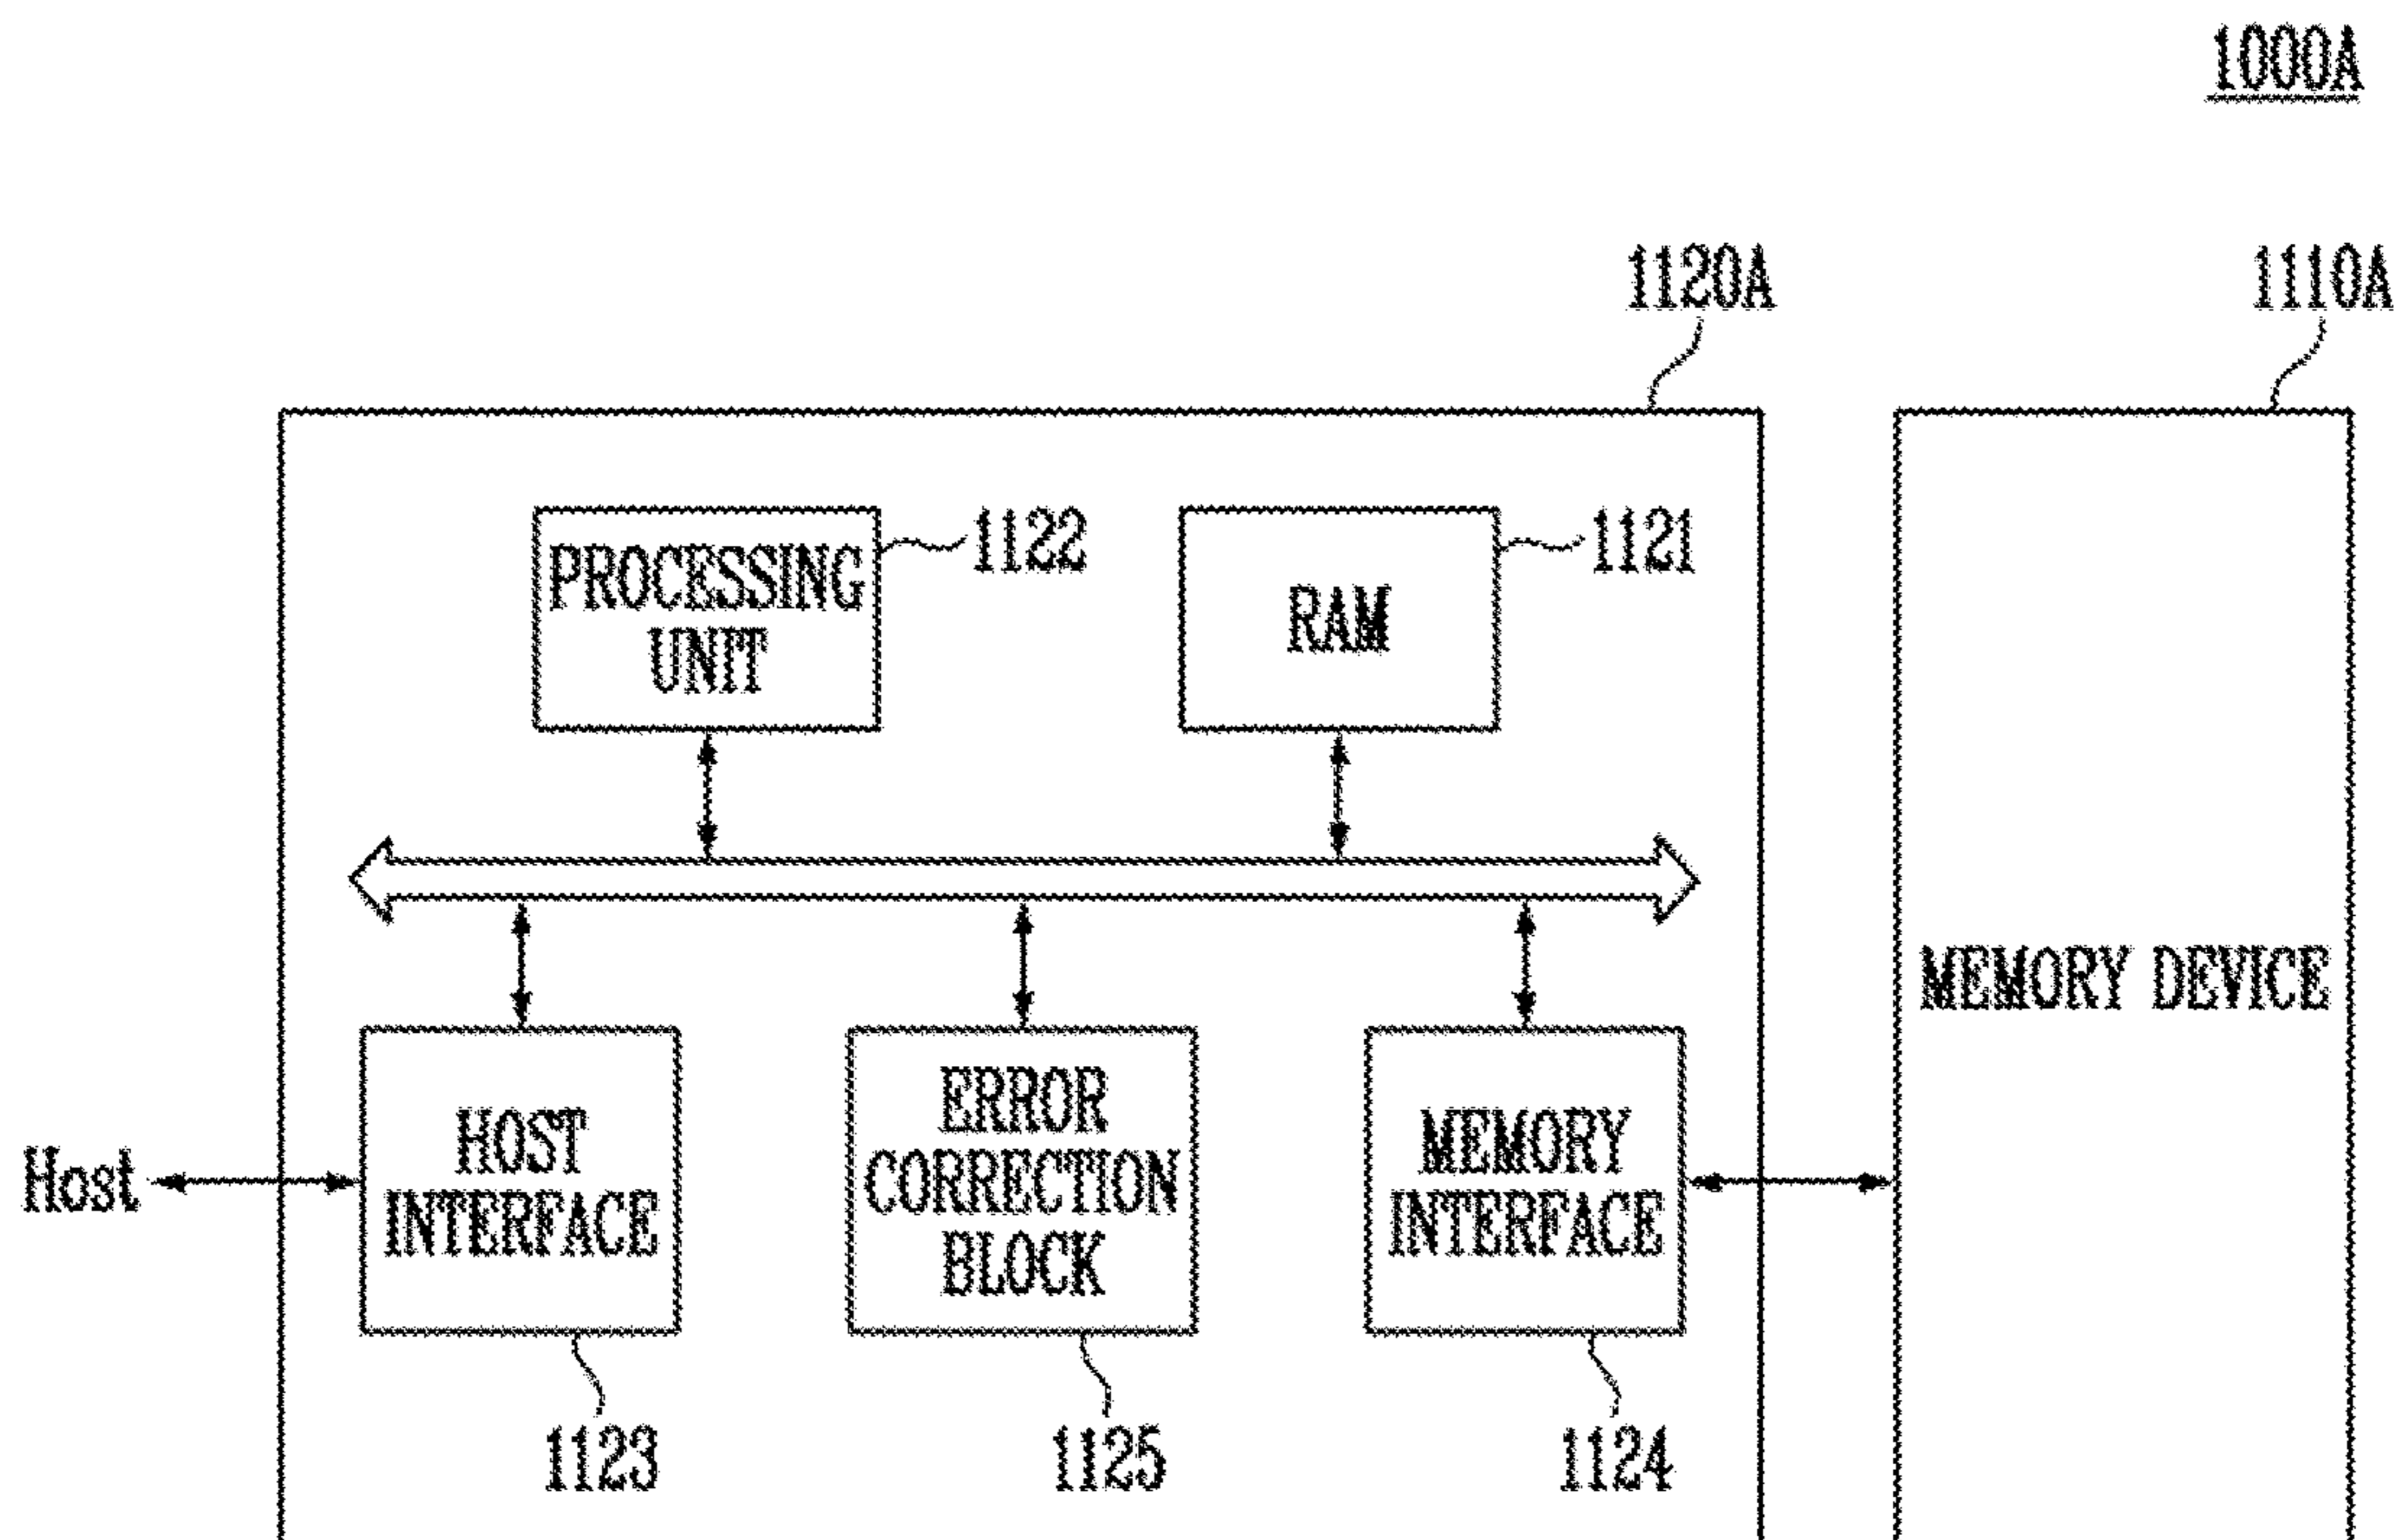 1000A
1120A
1110A
PROCESSING
UNIT
1122
RAM
1121
MEMORY DEVICE
Host
HOST
INTERFACE
ERROR
CORRECTION
BLOCK
MEMORY
INTERFACE
1123
1125
1124